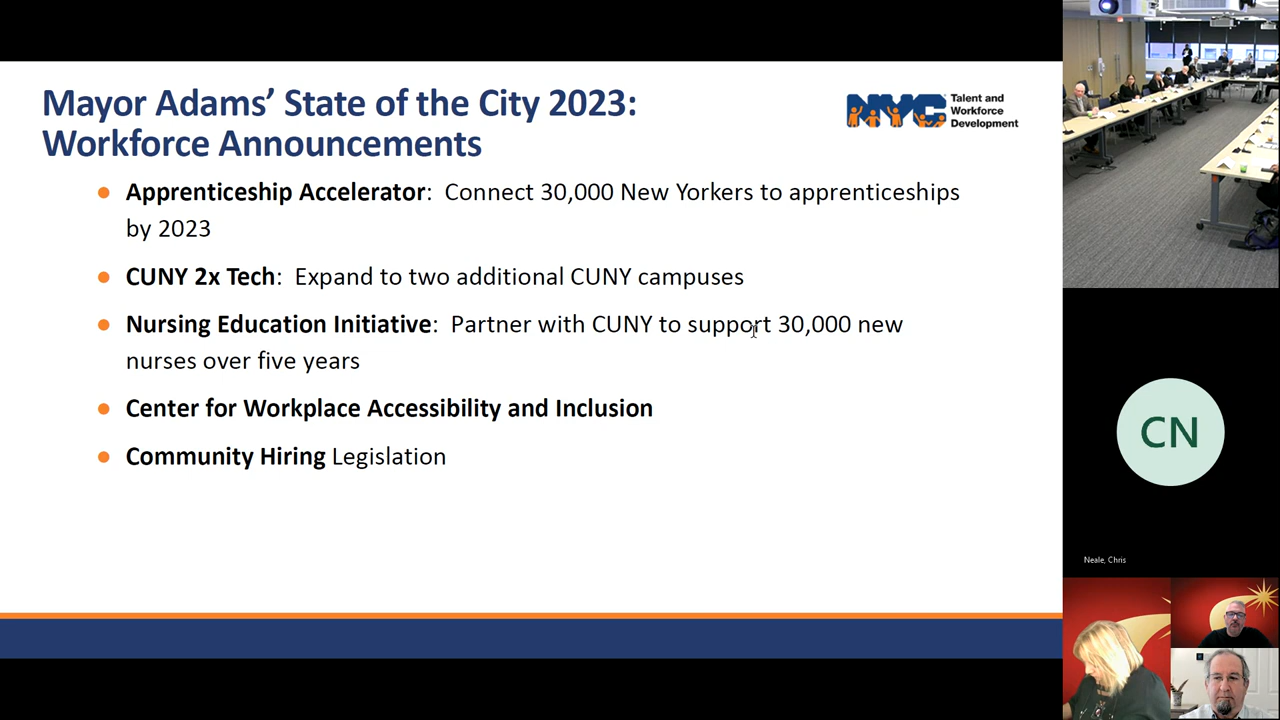 Mayor Adams’ State of the City 2023:
Workforce Announcements
NYC Talent and
Workforce
Development
Apprenticeship Accelerator: Connect 30,000 New Yorkers to apprenticeships
by 2023
CUNY 2x Tech: Expand to two additional CUNY campuses
Nursing Education Initiative: Partner with CUNY to support 30,000 new
nurses over five years
Center for Workplace Accessibility and Inclusion
Community Hiring Legislation
CN
Neale, Chris